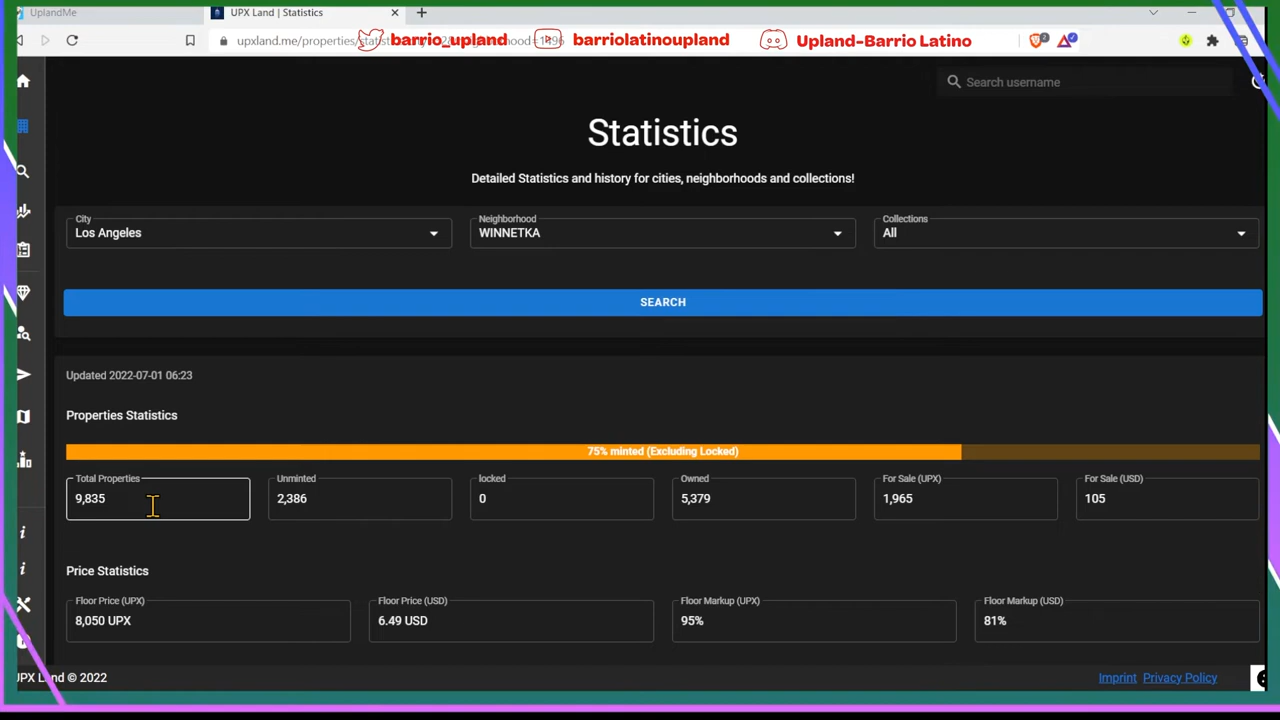 UplandMe
UPX Land | Statistics
upxland.me/properties/
barrio_upland
barriolatinoupland
Upland-Barrio Latino
Search username
Statistics
Detailed Statistics and history for cities, neighborhoods and collections!
City
Los Angeles
Neighborhood
WINNETKA
Collections
All
SEARCH
Updated 2022-07-01 06:23
Properties Statistics
75% minted (Excluding Locked)
Total Properties
9,835
Unminted
2,386
locked
0
Owned
5,379
For Sale (UPX)
1,965
For Sale (USD)
105
Price Statistics
Floor Price (UPX)
8,050 UPX
Floor Price (USD)
6.49 USD
Floor Markup (UPX)
95%
Floor Markup (USD)
81%
UPX Land © 2022
Imprint Privacy Policy